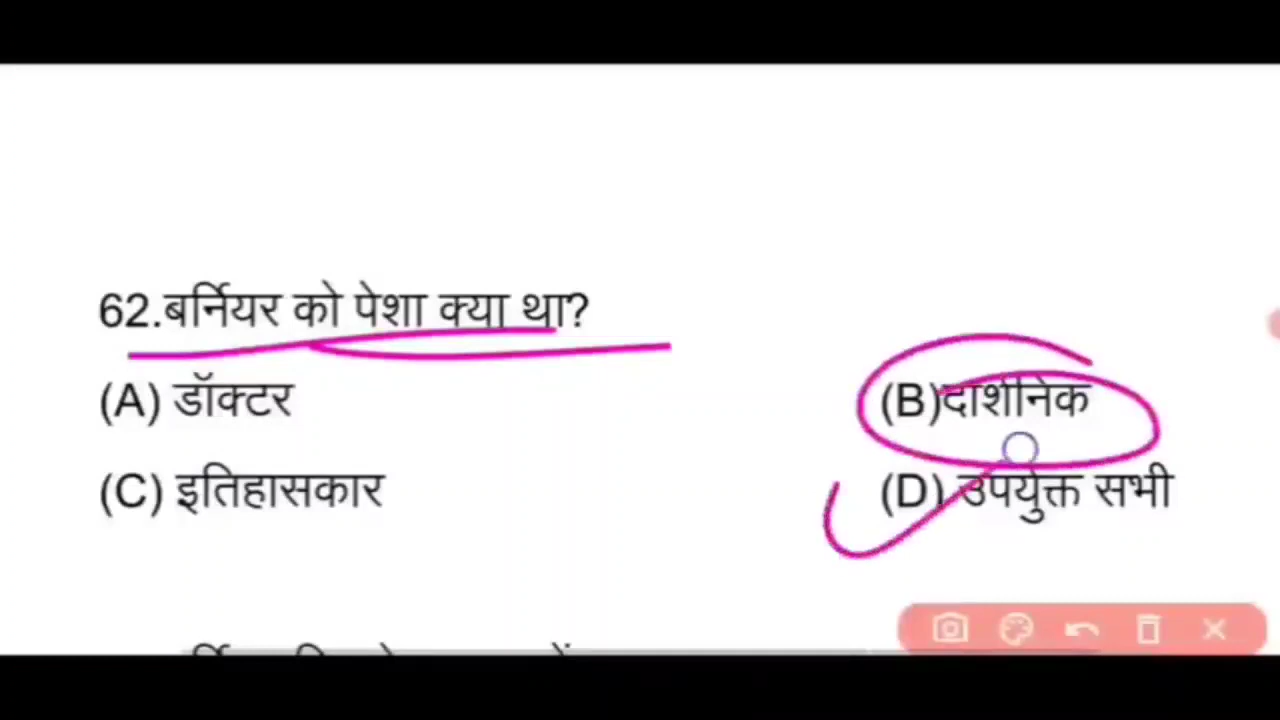 62.बर्नियर को पेशा क्या था?
(A) डॉक्टर (B)दार्शनिक
(C) इतिहासकार (D) उपर्युक्त सभी